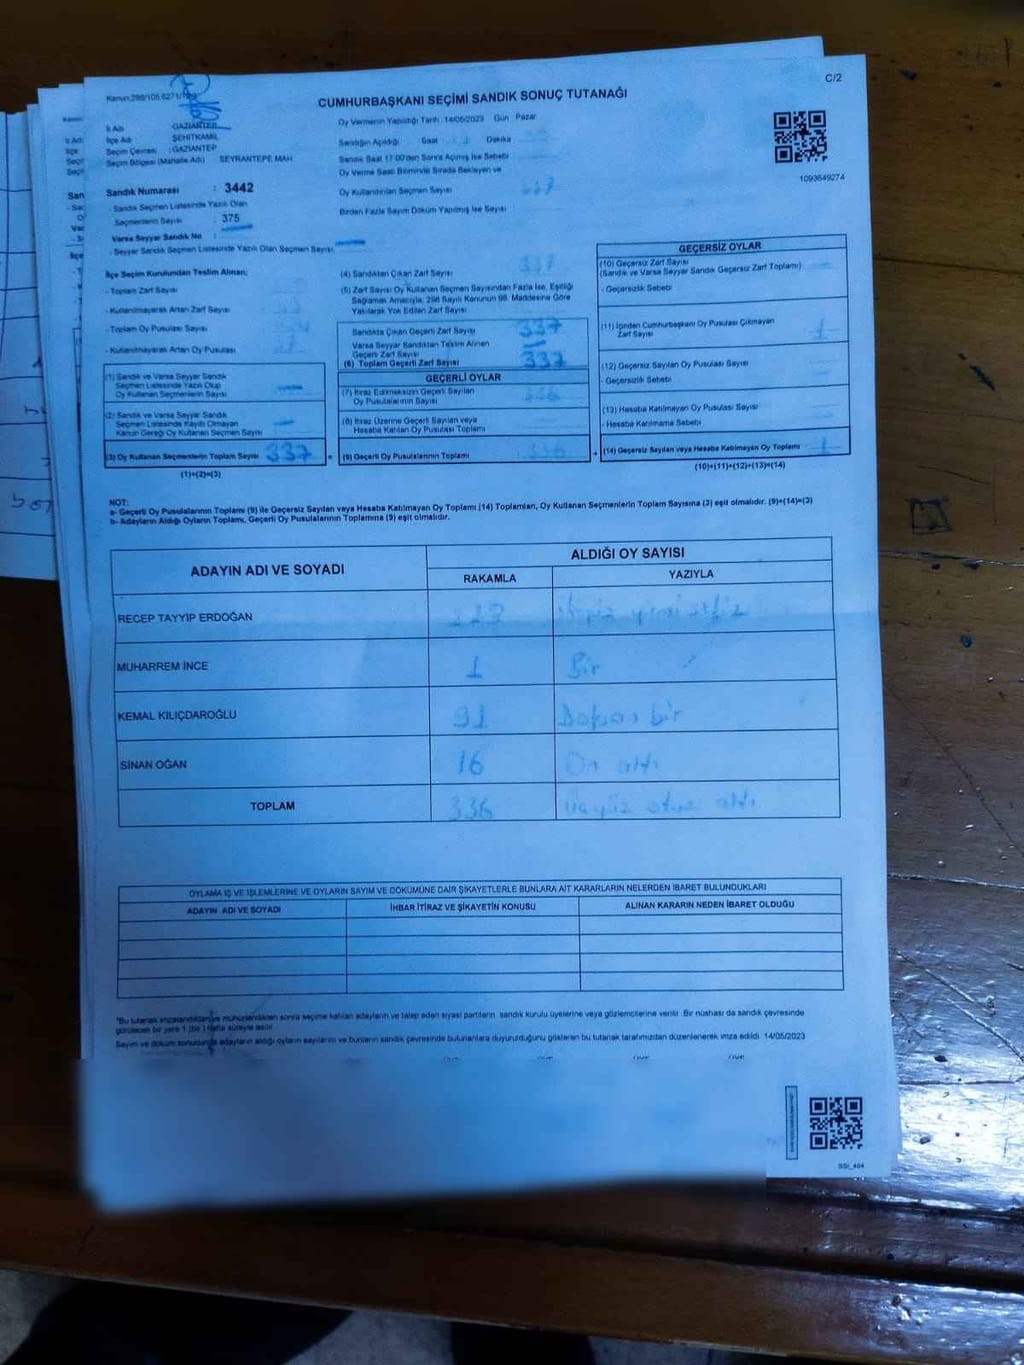 C/2
Kanun:298/105,6271/
CUMHURBAŞKANI SEÇİMİ SANDIK SONUÇ TUTANAĞI
İl Adı : GAZİANTEP
İlçe Adı : ŞEHİTKAMİL
Seçim Çevresi : GAZİANTEP
Seçim Bölgesi (Mahalle Adı) : SEYRANTEPE MAH.
Oy Vermenin Yapıldığı Tarih :14/05/2023 Gün : Pazar
Sandığın Açıldığı Saat Dakika
Sandık Saat 17:00'den Sonra Açılmış İse Sebebi
Oy Verme Saati Bitiminde Sırada Bekleyen ve
Oy Kullandırılan Seçmen Sayısı 337
Birden Fazla Sayım Döküm Yapılmış İse Sayısı
1093649274
Sandık Numarası : 3442
- Sandık Seçmen Listesinde Yazılı Olan
Seçmenlerin Sayısı : 375
Varsa Seyyar Sandık No :
- Seyyar Sandık Seçmen Listesinde Yazılı Olan Seçmen Sayısı
İlçe Seçim Kurulundan Teslim Alınan;
- Toplam Zarf Sayısı
- Kullanılmayarak Artan Zarf Sayısı
- Toplam Oy Pusulası Sayısı
- Kullanılmayarak Artan Oy Pusulası
(1) Sandık ve Varsa Seyyar Sandık
Seçmen Listesinde Yazılı Olup
Oy Kullanan Seçmenlerin Sayısı
(2) Sandık ve Varsa Seyyar Sandık
Seçmen Listesinde Kayıtlı Olmayan
Kanun Gereği Oy Kullanan Seçmen Sayısı
(3) Oy Kullanan Seçmenlerin Toplam Sayısı 337
(1)+(2)=(3)
(4) Sandıktan Çıkan Zarf Sayısı 337
(5) Zarf Sayısı Oy Kullanan Seçmen Sayısından Fazla İse, Eşitliği
Sağlamak Amacıyla, 298 Sayılı Kanunun 98. Maddesine Göre
Yakılarak Yok Edilen Zarf Sayısı
Sandıkta Çıkan Geçerli Zarf Sayısı 337
Varsa Seyyar Sandıktan Teslim Alınan
Geçerli Zarf Sayısı
(6) Toplam Geçerli Zarf Sayısı 337
GEÇERLİ OYLAR
(7) İtiraz Edilmeksizin Geçerli Sayılan
Oy Pusulalarının Sayısı 336
(8) İtiraz Üzerine Geçerli Sayılan veya
Hesaba Katılan Oy Pusulası Toplamı
(9) Geçerli Oy Pusulalarının Toplamı 336
GEÇERSİZ OYLAR
(10) Geçersiz Zarf Sayısı
(Sandık ve Varsa Seyyar Sandık Geçersiz Zarf Toplamı)
- Geçersizlik Sebebi
(11) İçinden Cumhurbaşkanı Oy Pusulası Çıkmayan
Zarf Sayısı 1
(12) Geçersiz Sayılan Oy Pusulası Sayısı
- Geçersizlik Sebebi
(13) Hesaba Katılmayan Oy Pusulası Sayısı
- Hesaba Katılmama Sebebi
(14) Geçersiz Sayılan veya Hesaba Katılmayan Oy Toplamı 1
(10)+(11)+(12)+(13)=(14)
NOT:
a- Geçerli Oy Pusulalarının Toplamı (9) ile Geçersiz Sayılan veya Hesaba Katılmayan Oy Toplamı (14) Toplamları, Oy Kullanan Seçmenlerin Toplam Sayısına (3) eşit olmalıdır. (9)+(14)=(3)
b- Adayların Aldığı Oyların Toplamı, Geçerli Oy Pusulalarının Toplamına (9) eşit olmalıdır.
ADAYIN ADI VE SOYADI ALDIĞI OY SAYISI
RAKAMLA YAZIYLA
RECEP TAYYİP ERDOĞAN
MUHARREM İNCE 1 Bir
KEMAL KILIÇDAROĞLU 91 Doksan bir
SİNAN OĞAN 16 On altı
TOPLAM 336 Üçyüz otuz altı
OYLAMA İŞ VE İŞLEMLERİNE VE OYLARIN SAYIM VE DÖKÜMÜNE DAİR ŞİKAYETLERLE BUNLARA AİT KARARLARIN NELERDEN İBARET BULUNDUKLARI
ADAYIN ADI VE SOYADI İHBAR İTİRAZ VE ŞİKAYETİN KONUSU ALINAN KARARIN NEDEN İBARET OLDUĞU
*Bu tutanak imzalandıktan ve mühürlendikten sonra seçime katılan adayların ve talep eden siyasi partilerin sandık kurulu üyelerine veya gözlemcilerine verilir. Bir nüshası da sandık çevresinde
görülecek bir yere 1 (bir) hafta süreyle asılır.
Sayım ve döküm sonucunda adayların aldığı oyların sayılarını ve bunların sandık çevresinde bulunanlara duyurulduğunu gösteren bu tutanak tarafımızdan düzenlenerek imza edildi. 14/05/2023
SSI_404